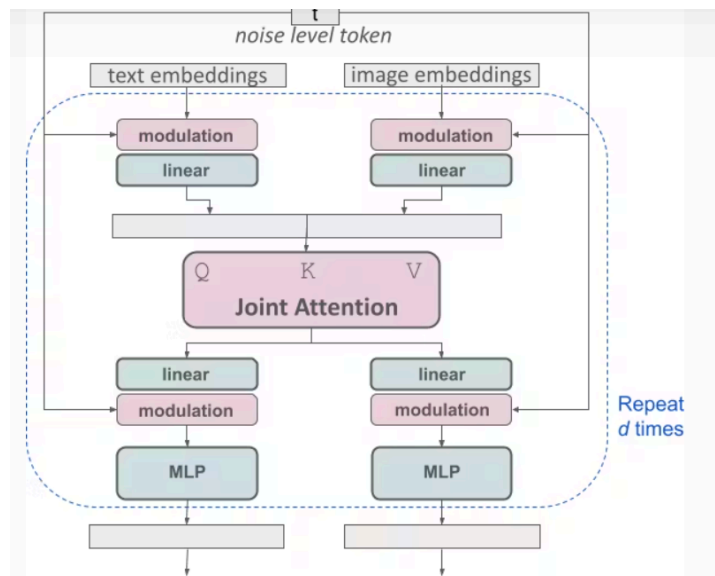 t
noise level token
text embeddings
image embeddings
modulation
modulation
linear
linear
Q K V
Joint Attention
linear
linear
modulation
modulation
Repeat
d times
MLP
MLP